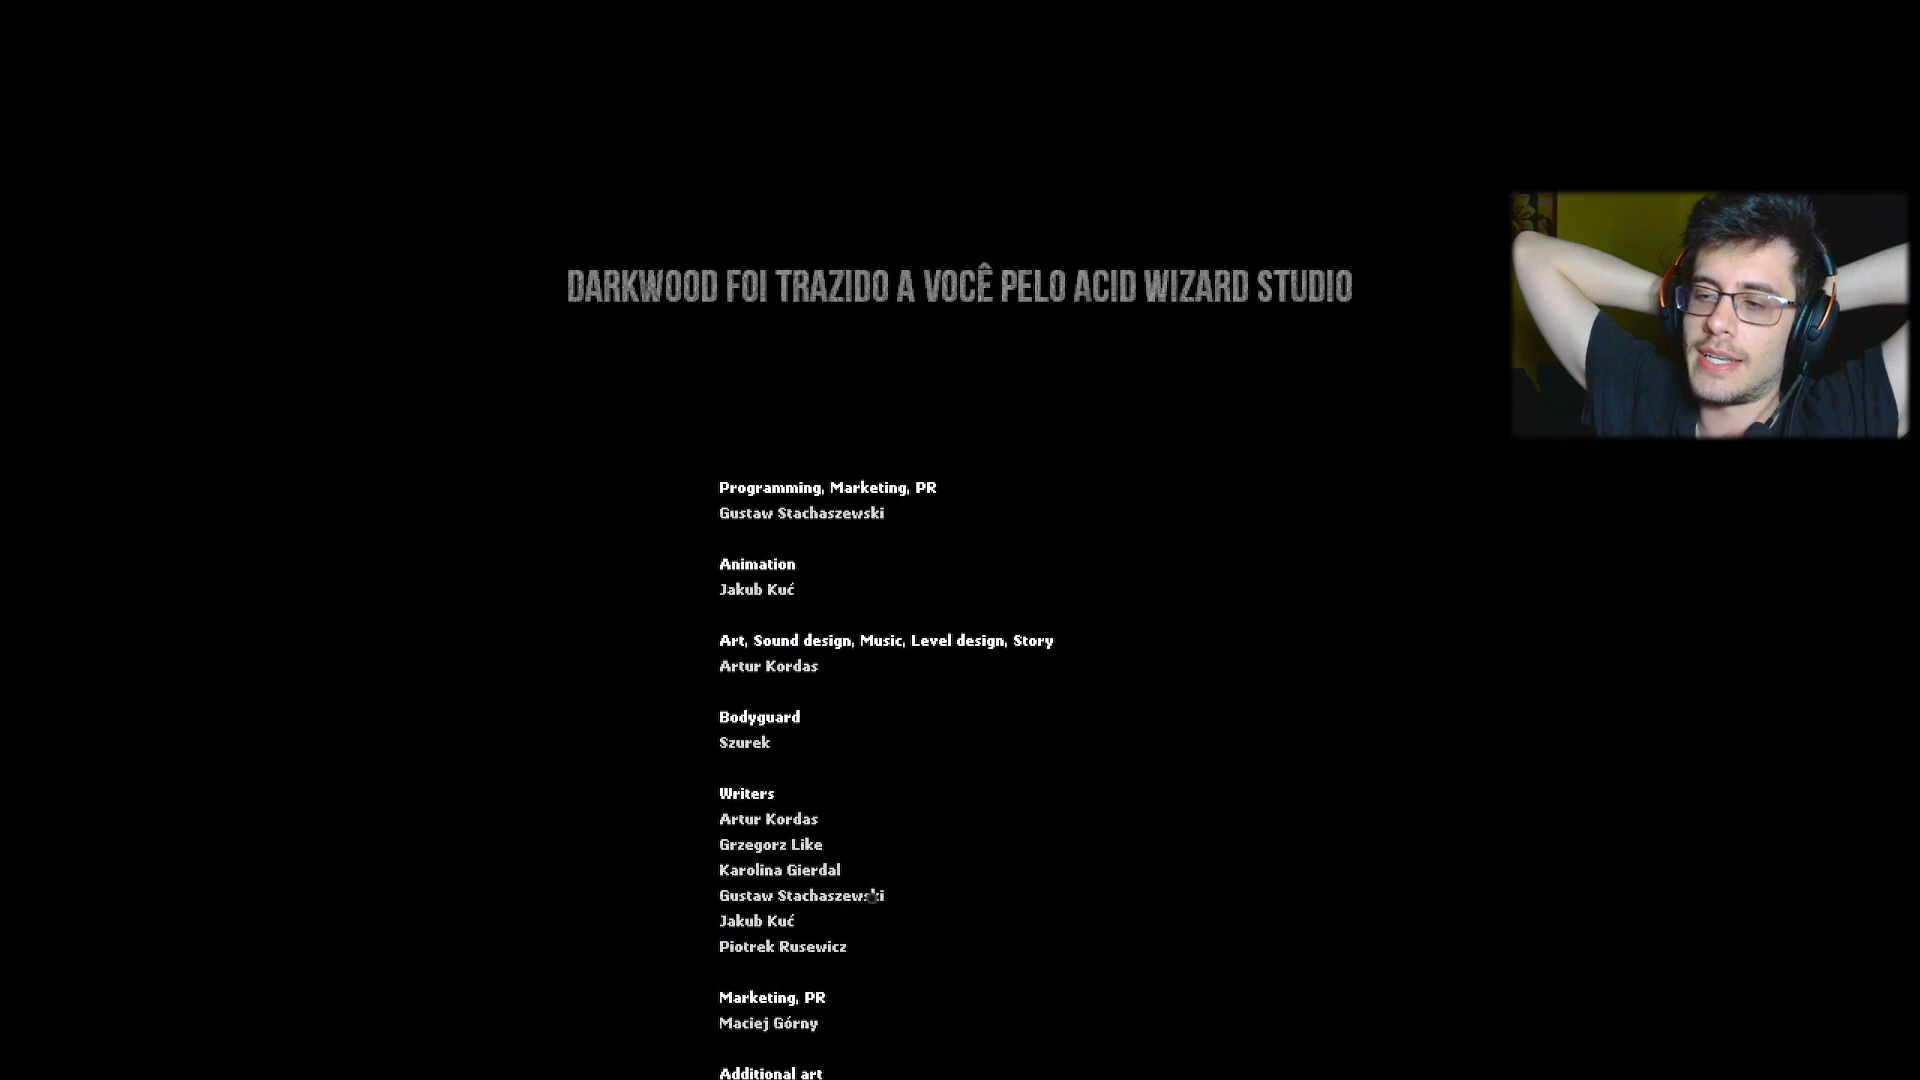 DARKWOOD FOI TRAZIDO A VOCÊ PELO ACID WIZARD STUDIO
Programming, Marketing, PR
Gustaw Stachaszewski
Animation
Jakub Kuć
Art, Sound design, Music, Level design, Story
Artur Kordas
Bodyguard
Szurek
Writers
Artur Kordas
Grzegorz Like
Karolina Gierdal
Gustaw Stachaszewski
Jakub Kuć
Piotrek Rusewicz
Marketing, PR
Maciej Górny
Additional art